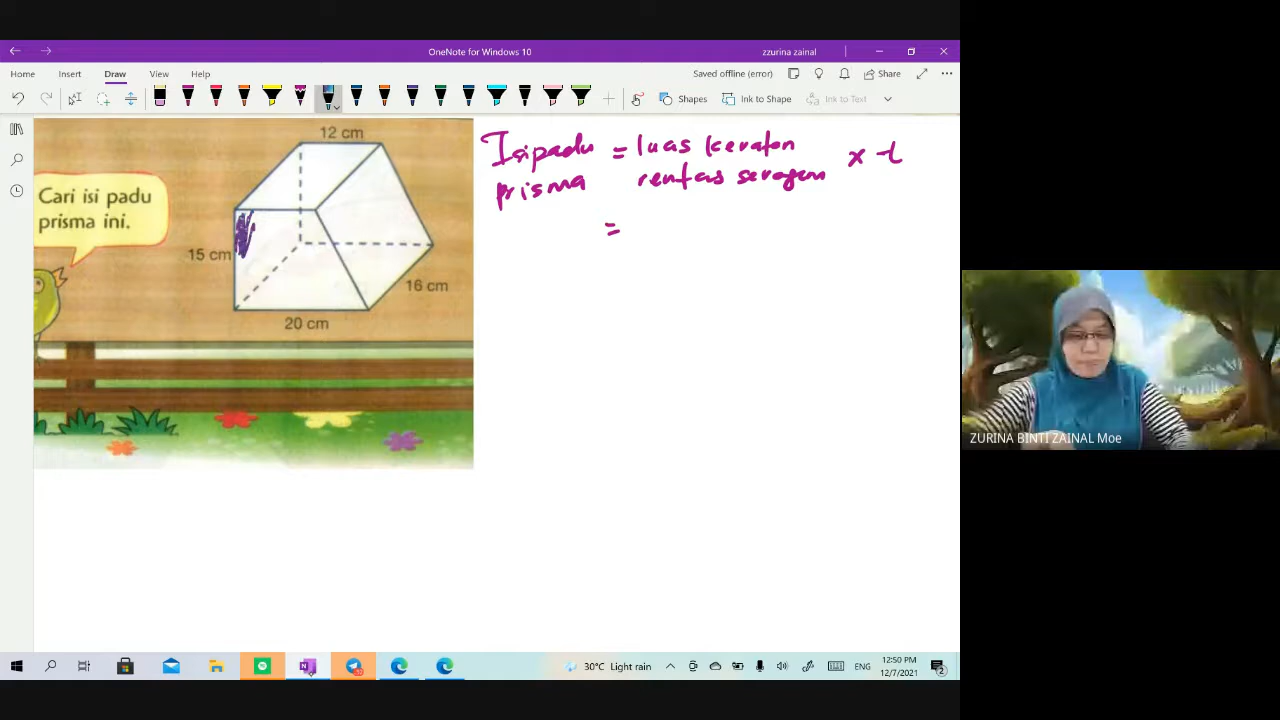 OneNote for Windows 10
zzurina zainal
Home Insert Draw View Help
Saved offline (error)
Share
Shapes
Ink to Shape
Ink to Text
Cari isi padu
prisma ini.
12 cm
15 cm
16 cm
20 cm
Isipadu = luas keratan x t
prisma rentas seragam
=
ZURINA BINTI ZAINAL Moe
30°C Light rain
ENG
12:50 PM
12/7/2021
2